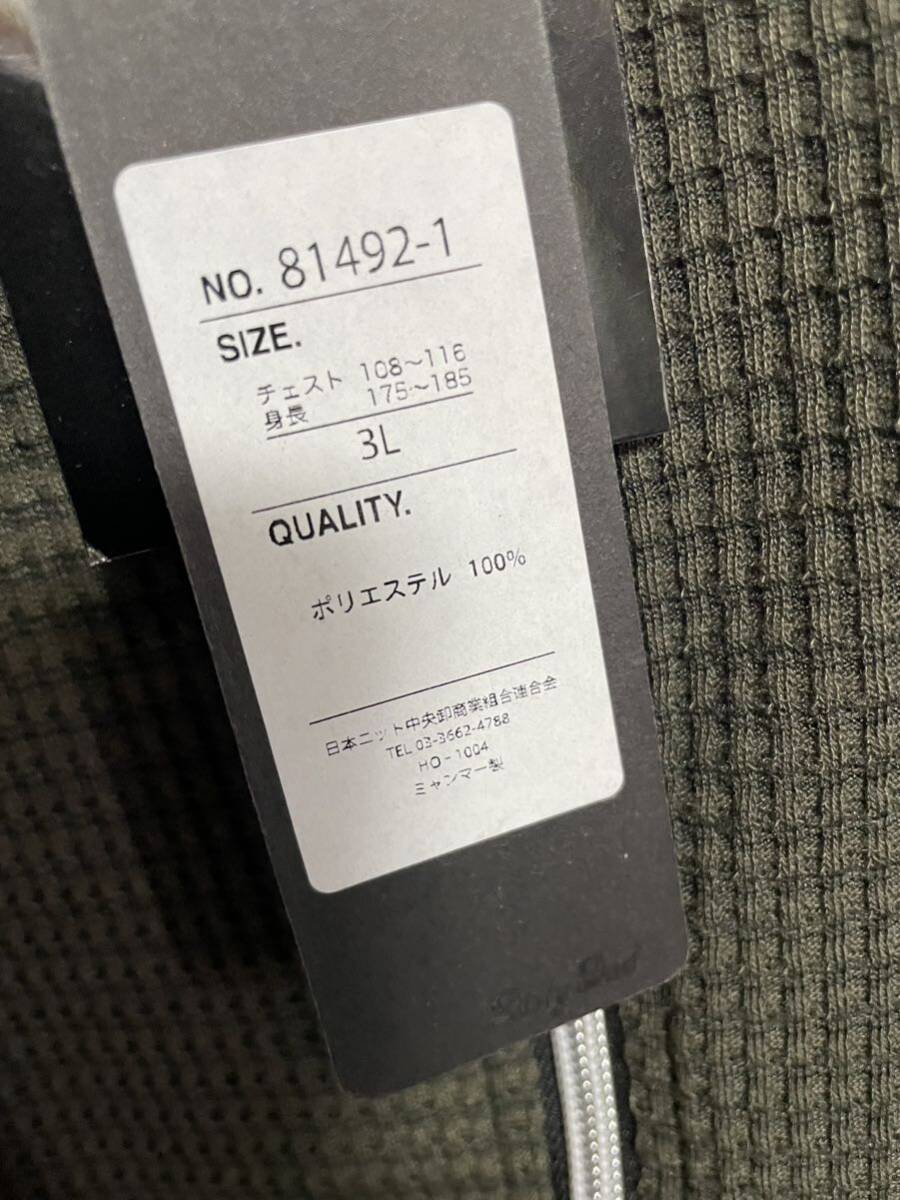 NO. 81492-1
SIZE.
チェスト 108～116
身長 175～185
3L
QUALITY.
ポリエステル 100%
日本ニット中央卸商業組合連合会
TEL 03-3662-4788
HO-1004
ミャンマー製